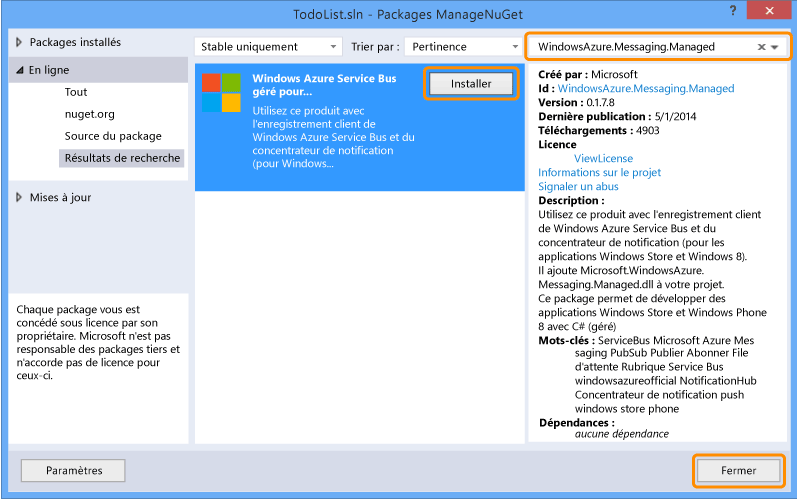 TodoList.sln - Packages ManageNuGet
?
Packages installés
En ligne
Tout
nuget.org
Source du package
Résultats de recherche
Mises à jour
Chaque package vous est
concédé sous licence par son
propriétaire. Microsoft n'est pas
responsable des packages tiers et
n'accorde pas de licence pour
ceux-ci.
Paramètres
Stable uniquement
Trier par :
Pertinence
Windows Azure Service Bus
géré pour...
Installer
Utilisez ce produit avec
l'enregistrement client de
Windows Azure Service Bus et du
concentrateur de notification
(pour Windows...
WindowsAzure.Messaging.Managed
Créé par : Microsoft
Id : WindowsAzure.Messaging.Managed
Version : 0.1.7.8
Dernière publication : 5/1/2014
Téléchargements : 4903
Licence
ViewLicense
Informations sur le projet
Signaler un abus
Description :
Utilisez ce produit avec l'enregistrement client
de Windows Azure Service Bus et du
concentrateur de notification (pour les
applications Windows Store et Windows 8).
Il ajoute Microsoft.WindowsAzure.
Messaging.Managed.dll à votre projet.
Ce package permet de développer des
applications Windows Store et Windows Phone
8 avec C# (géré)
Mots-clés : ServiceBus Microsoft Azure Mes
saging PubSub Publier Abonner File
d'attente Rubrique Service Bus
windowsazureofficial NotificationHub
Concentrateur de notification push
windows store phone
Dépendances :
aucune dépendance
Fermer